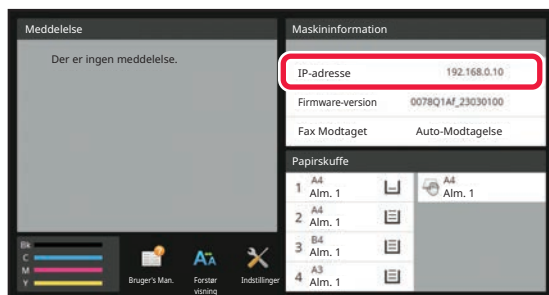 Meddelelse
Der er ingen meddelelse.
Maskininformation
IP-adresse 192.168.0.10
Firmware-version 0078Q1Af_23030100
Fax Modtaget Auto-Modtagelse
Papirskuffe
1 A4
Alm. 1
A4
Alm. 1
2 A4
Alm. 1
3 B4
Alm. 1
4 A3
Alm. 1
Bk
C
M
Y
Bruger's Man.
Forstør
visning
Indstillinger